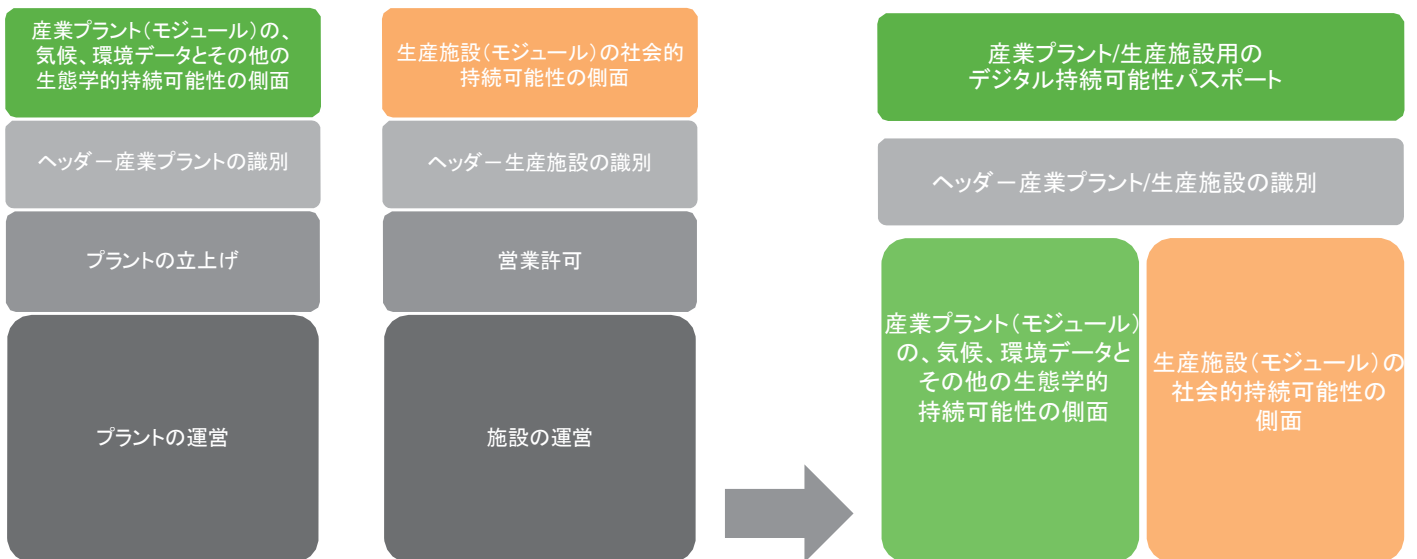 産業プラント(モジュール)の、
気候、環境データとその他の
生態学的持続可能性の側面
ヘッダー産業プラントの識別
プラントの立上げ
プラントの運営
生産施設(モジュール)の社会的
持続可能性の側面
ヘッダー生産施設の識別
営業許可
施設の運営
産業プラント/生産施設用の
デジタル持続可能性パスポート
ヘッダー産業プラント/生産施設の識別
産業プラント(モジュール)
の、気候、環境データと
その他の生態学的
持続可能性の側面
生産施設(モジュール)の
社会的持続可能性の
側面